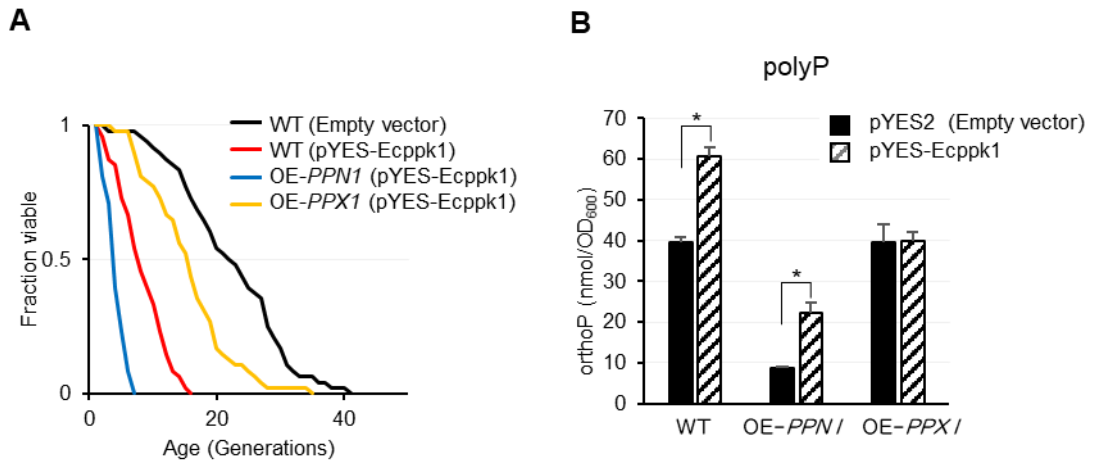 A
Fraction viable
1
0.5
0
0 20 40
Age (Generations)
WT (Empty vector)
WT (pYES-Ecppk1)
OE-PPN1 (pYES-Ecppk1)
OE-PPX1 (pYES-Ecppk1)
B
polyP
orthoP (nmol/OD600)
70
60
50
40
30
20
10
0
*
*
WT OE-PPN1 OE-PPX1
pYES2 (Empty vector)
pYES-Ecppk1